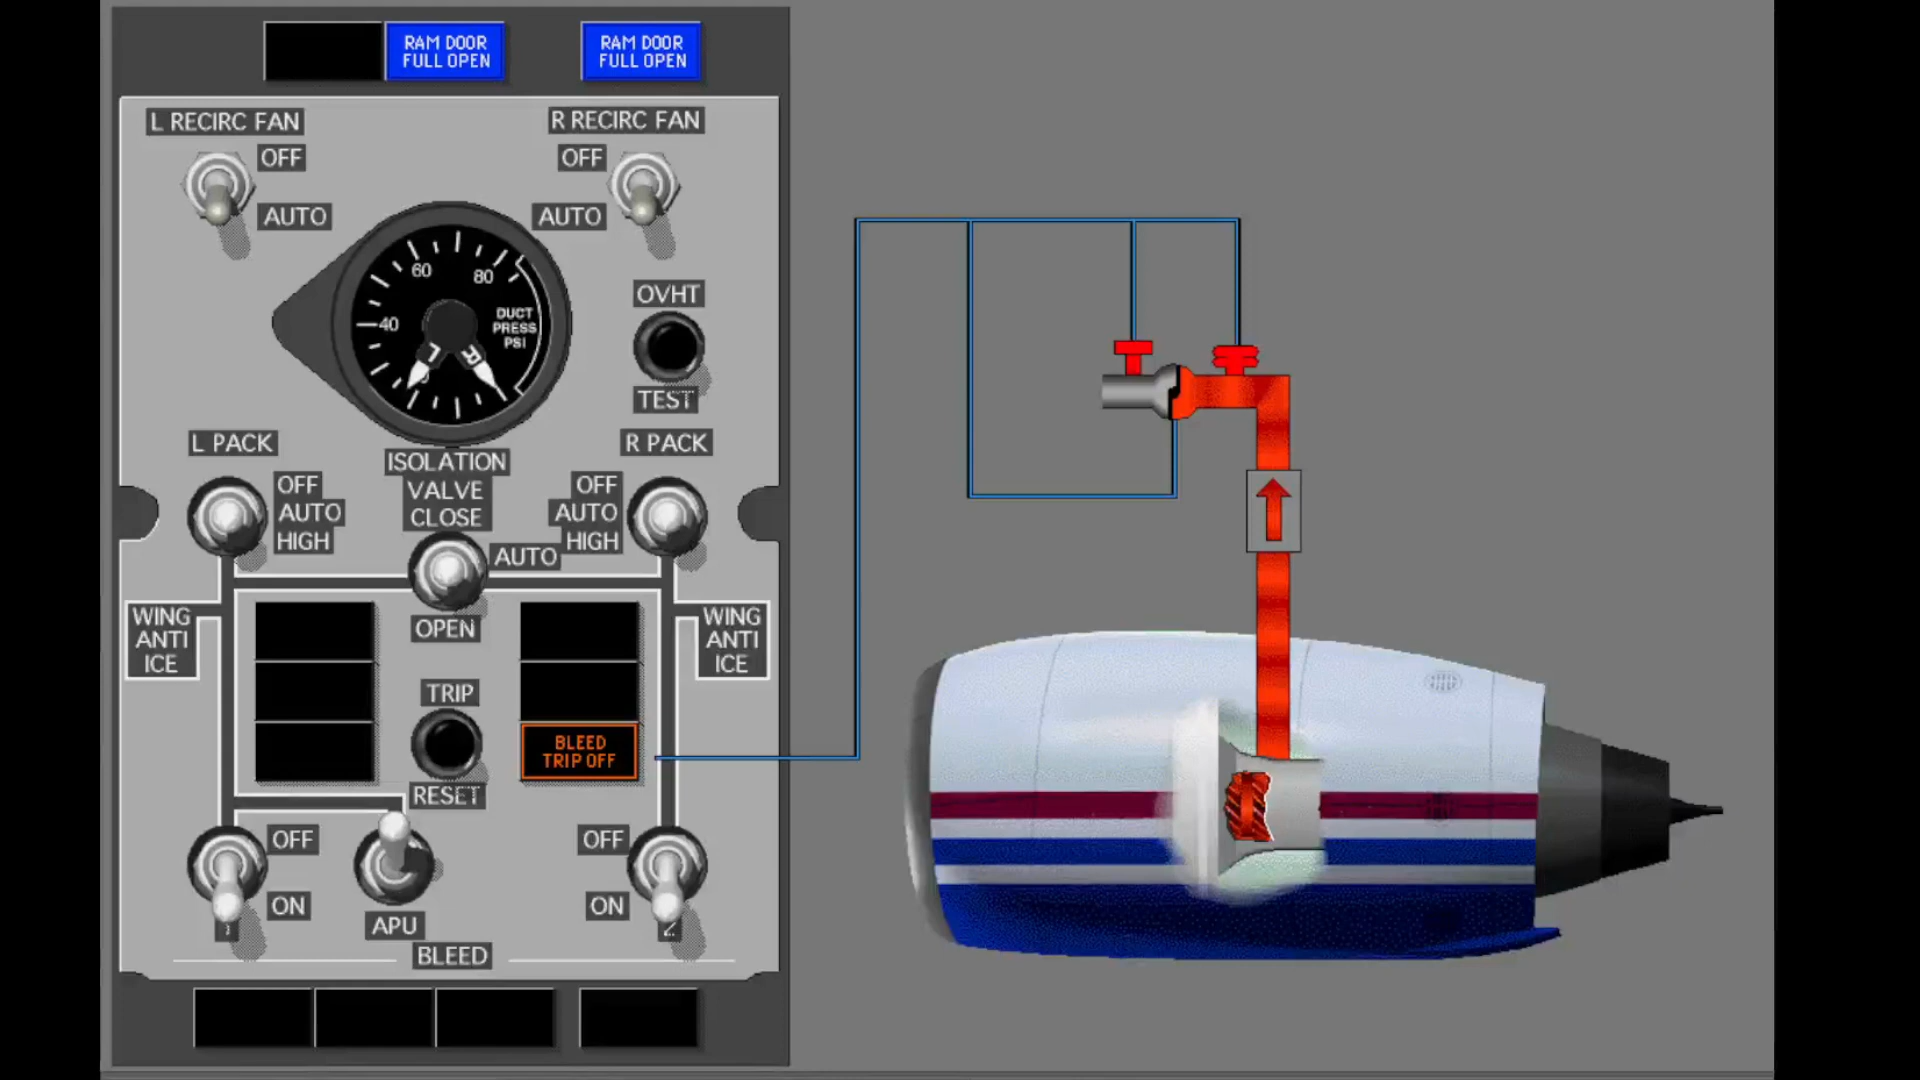 RAM DOOR
FULL OPEN
RAM DOOR
FULL OPEN
L RECIRC FAN
OFF
AUTO
R RECIRC FAN
OFF
AUTO
60
80
40
DUCT
PRESS
PSI
L
R
OVHT
TEST
L PACK
OFF
AUTO
HIGH
ISOLATION
VALVE
CLOSE
AUTO
OPEN
R PACK
OFF
AUTO
HIGH
WING
ANTI
ICE
WING
ANTI
ICE
TRIP
RESET
BLEED
TRIP OFF
OFF
ON
1
APU
OFF
ON
2
BLEED